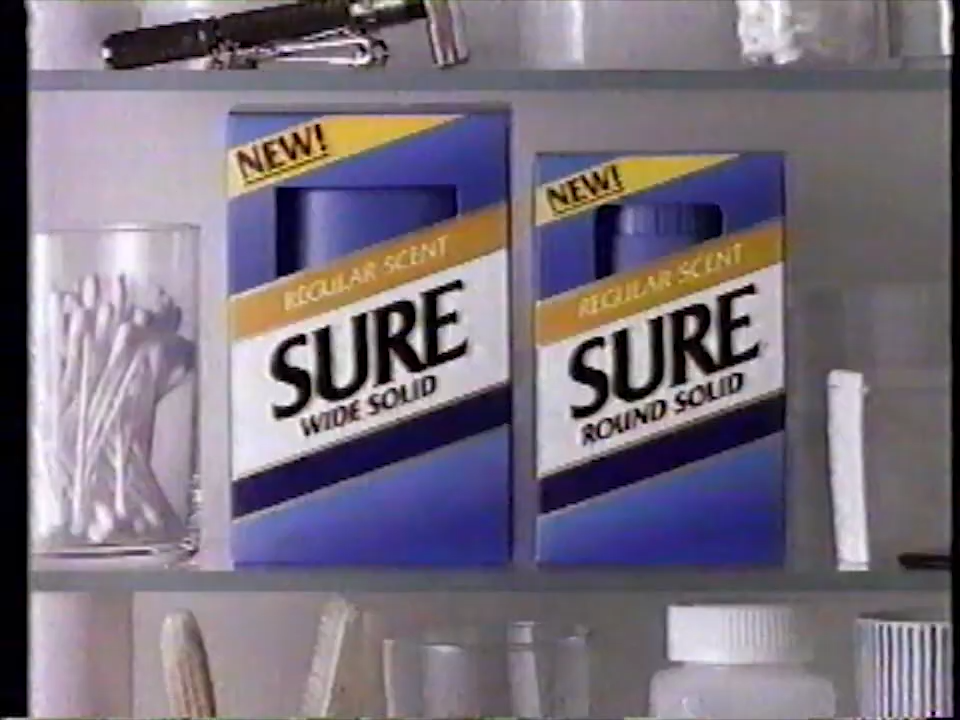 NEW!
REGULAR SCENT
SURE
WIDE SOLID
NEW!
REGULAR SCENT
SURE
ROUND SOLID